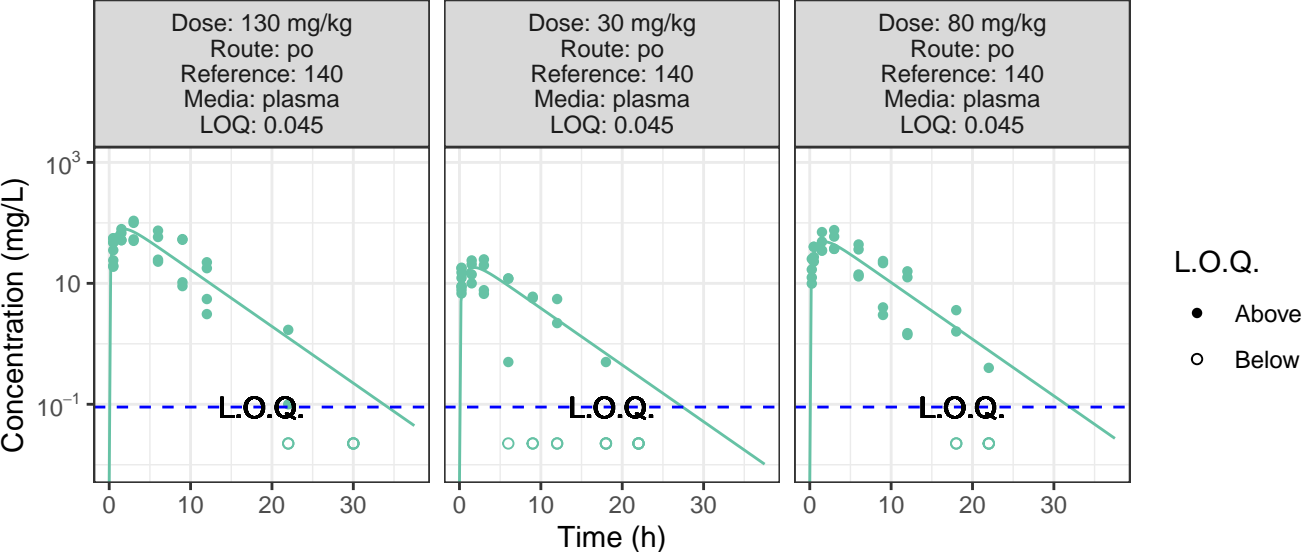 Dose: 130 mg/kg
Route: po
Reference: 140
Media: plasma
LOQ: 0.045
Dose: 30 mg/kg
Route: po
Reference: 140
Media: plasma
LOQ: 0.045
Dose: 80 mg/kg
Route: po
Reference: 140
Media: plasma
LOQ: 0.045
Concentration (mg/L)
10³
10
10⁻¹
L.O.Q.
L.O.Q.
L.O.Q.
0 10 20 30
0 10 20 30
0 10 20 30
Time (h)
L.O.Q.
Above
Below